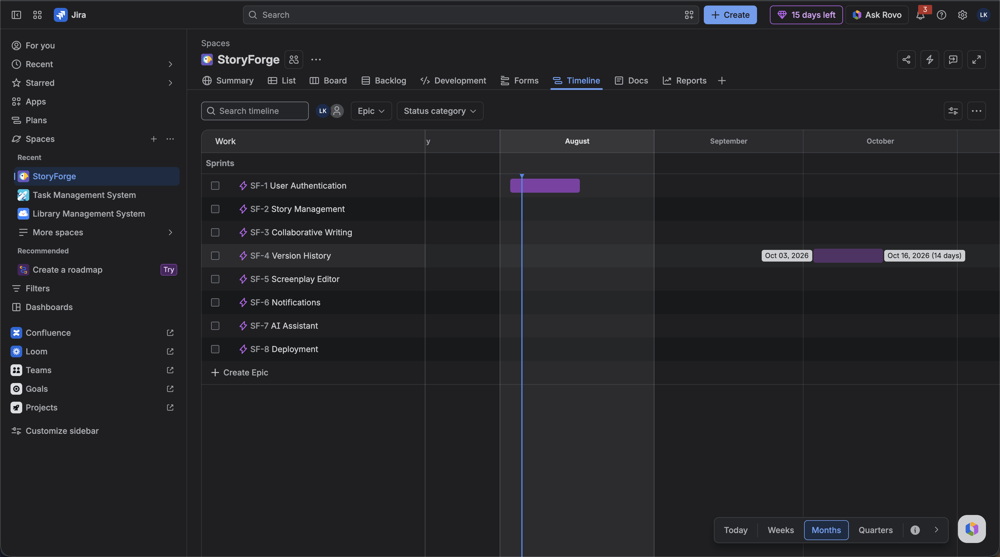 Jira
Search
Create
15 days left
Ask Rovo
3
LK
For you
Recent
Starred
Apps
Plans
Spaces
Recent
StoryForge
Task Management System
Library Management System
More spaces
Recommended
Create a roadmap
Try
Filters
Dashboards
Confluence
Loom
Teams
Goals
Projects
Customize sidebar
Spaces
StoryForge
Summary
List
Board
Backlog
Development
Forms
Timeline
Docs
Reports
Search timeline
LK
Epic
Status category
Work
y
August
September
October
Sprints
SF-1 User Authentication
SF-2 Story Management
SF-3 Collaborative Writing
SF-4 Version History
Oct 03, 2026
Oct 16, 2026 (14 days)
SF-5 Screenplay Editor
SF-6 Notifications
SF-7 AI Assistant
SF-8 Deployment
Create Epic
Today
Weeks
Months
Quarters